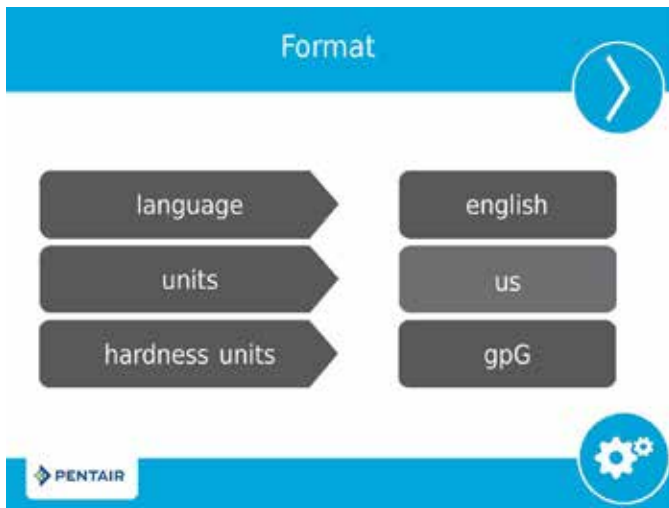 Format
language
english
units
us
hardness units
gpG
PENTAIR